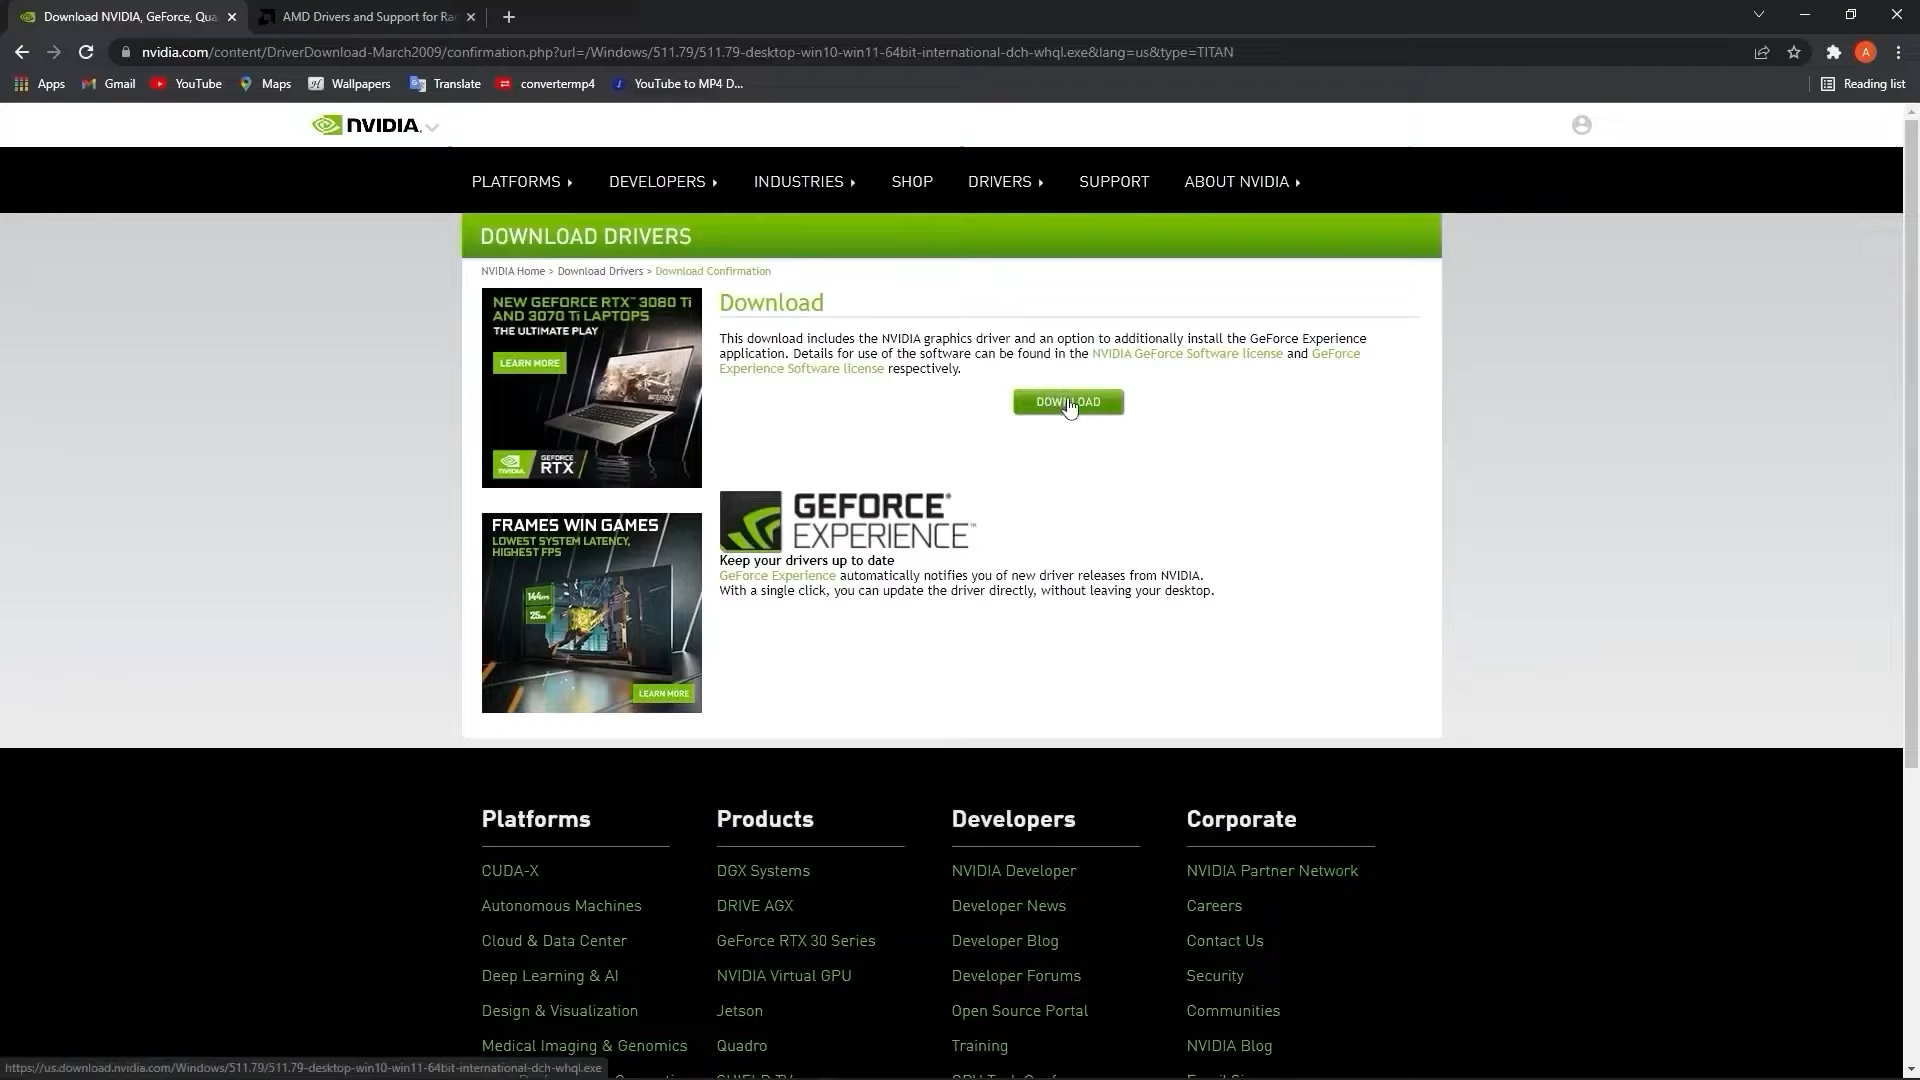 Download NVIDIA, GeForce, Qua
AMD Drivers and Support for Ra
nvidia.com/content/DriverDownload-March2009/confirmation.php?url=/Windows/511.79/511.79-desktop-win10-win11-64bit-international-dch-whql.exe&lang=us&type=TITAN
A
Apps
Gmail
YouTube
Maps
Wallpapers
Translate
convertermp4
YouTube to MP4 D...
Reading list
NVIDIA.
PLATFORMS
DEVELOPERS
INDUSTRIES
SHOP
DRIVERS
SUPPORT
ABOUT NVIDIA
DOWNLOAD DRIVERS
NVIDIA Home > Download Drivers > Download Confirmation
NEW GEFORCE RTX™ 3080 Ti
AND 3070 Ti LAPTOPS
THE ULTIMATE PLAY
LEARN MORE
NVIDIA.
GEFORCE
RTX
Download
This download includes the NVIDIA graphics driver and an option to additionally install the GeForce Experience
application. Details for use of the software can be found in the NVIDIA GeForce Software license and GeForce
Experience Software license respectively.
DOWNLOAD
FRAMES WIN GAMES
LOWEST SYSTEM LATENCY,
HIGHEST FPS
LEARN MORE
GEFORCE®
EXPERIENCE™
Keep your drivers up to date
GeForce Experience automatically notifies you of new driver releases from NVIDIA.
With a single click, you can update the driver directly, without leaving your desktop.
Platforms
CUDA-X
Autonomous Machines
Cloud & Data Center
Deep Learning & AI
Design & Visualization
Medical Imaging & Genomics
Products
DGX Systems
DRIVE AGX
GeForce RTX 30 Series
NVIDIA Virtual GPU
Jetson
Quadro
Developers
NVIDIA Developer
Developer News
Developer Blog
Developer Forums
Open Source Portal
Training
Corporate
NVIDIA Partner Network
Careers
Contact Us
Security
Communities
NVIDIA Blog
https://us.download.nvidia.com/Windows/511.79/511.79-desktop-win10-win11-64bit-international-dch-whql.exe